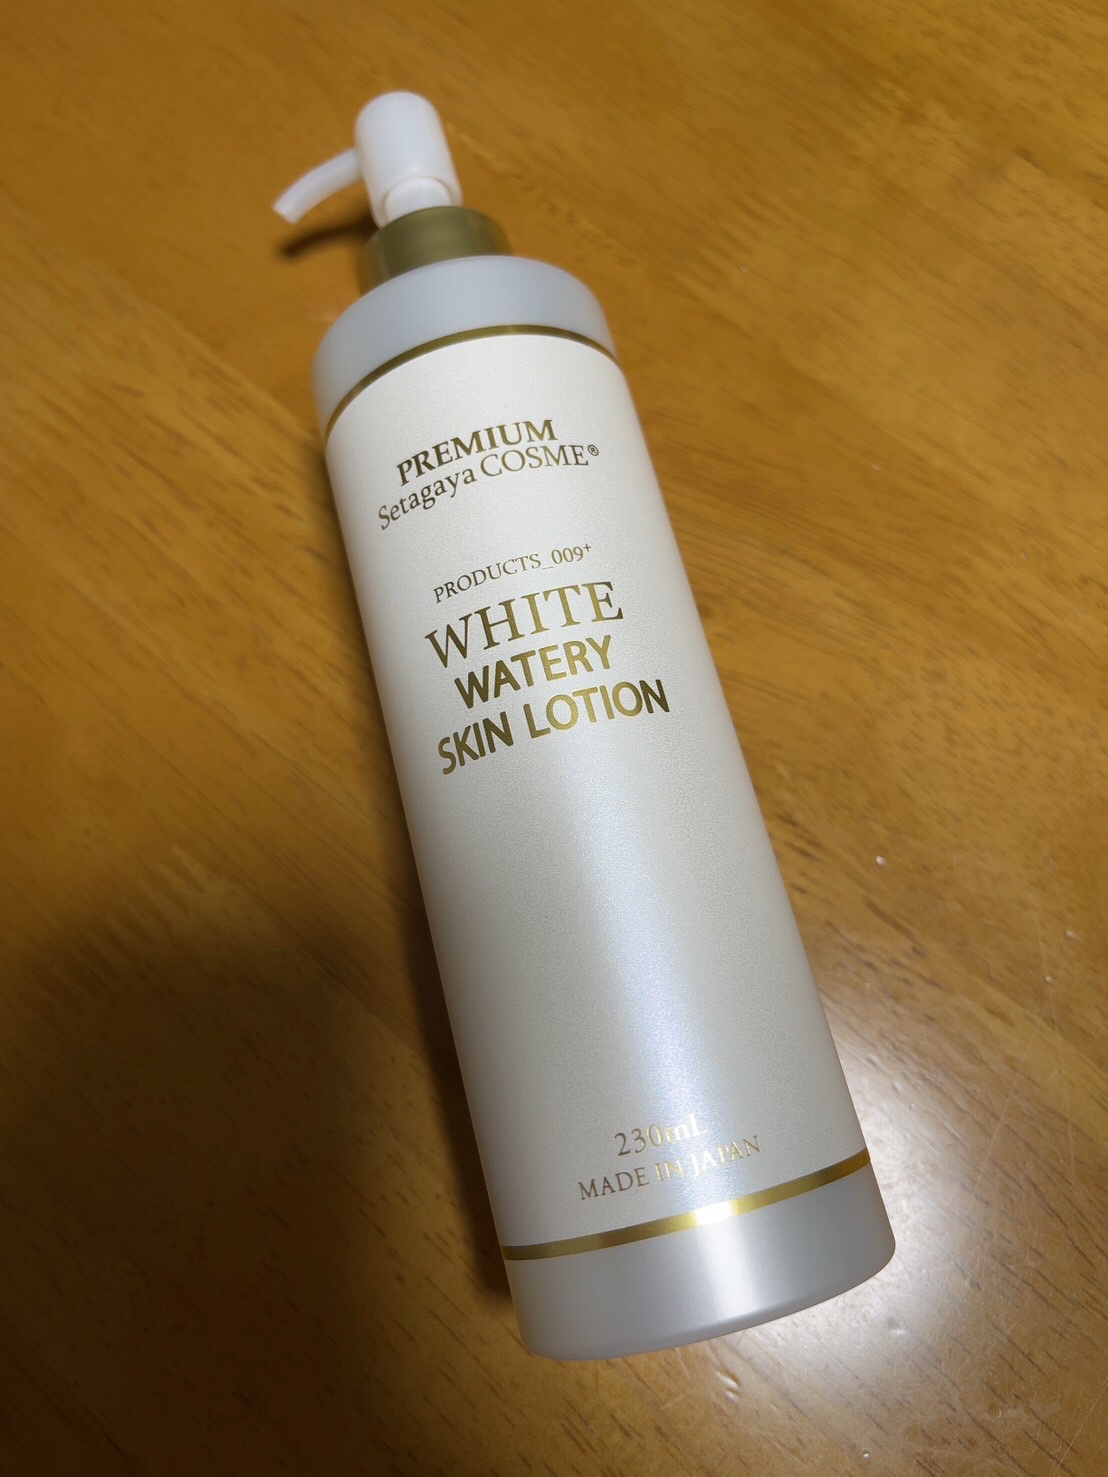 PREMIUM
Setagaya COSME®
PRODUCTS_009⁺
WHITE
WATERY
SKIN LOTION
230mL
MADE IN JAPAN